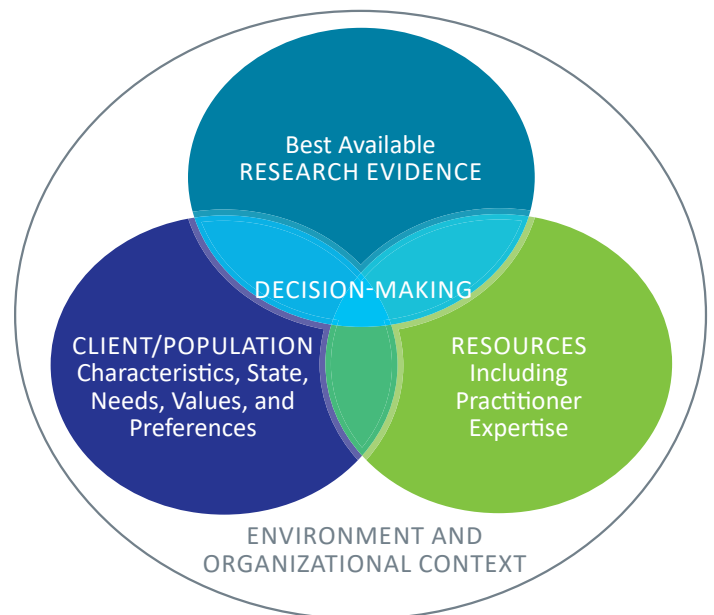 Best Available
RESEARCH EVIDENCE
DECISION-MAKING
CLIENT/POPULATION
Characteristics, State,
Needs, Values, and
Preferences
RESOURCES
Including
Practitioner
Expertise
ENVIRONMENT AND
ORGANIZATIONAL CONTEXT